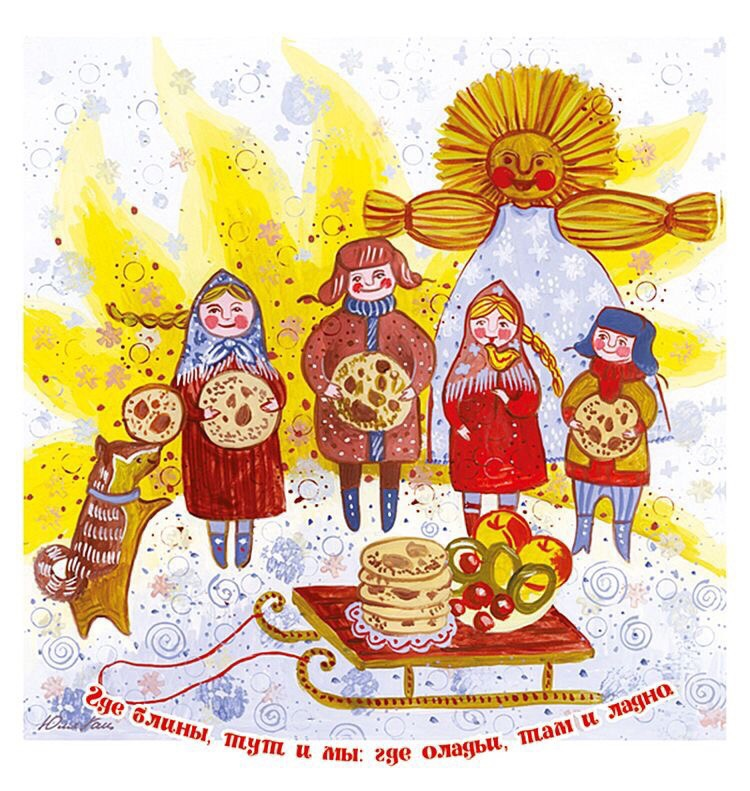 Где блины, тут и мы: где оладьи, там и ладно.